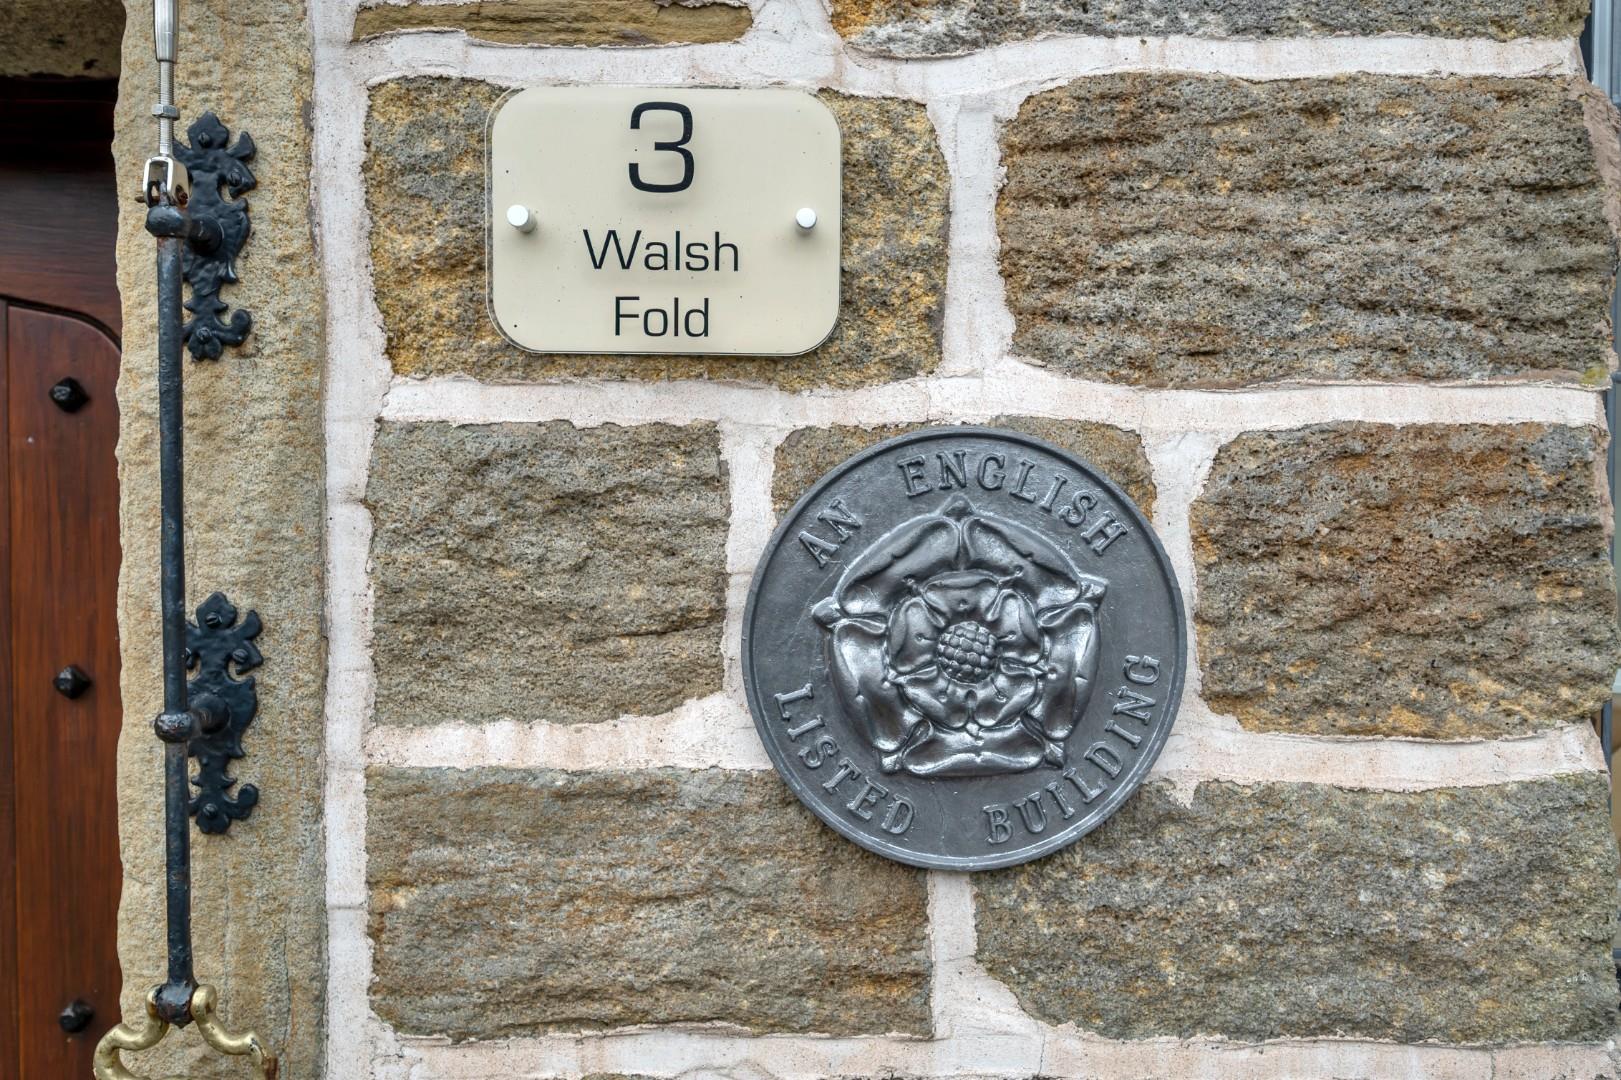 3
Walsh
Fold
AN ENGLISH
LISTED BUILDING